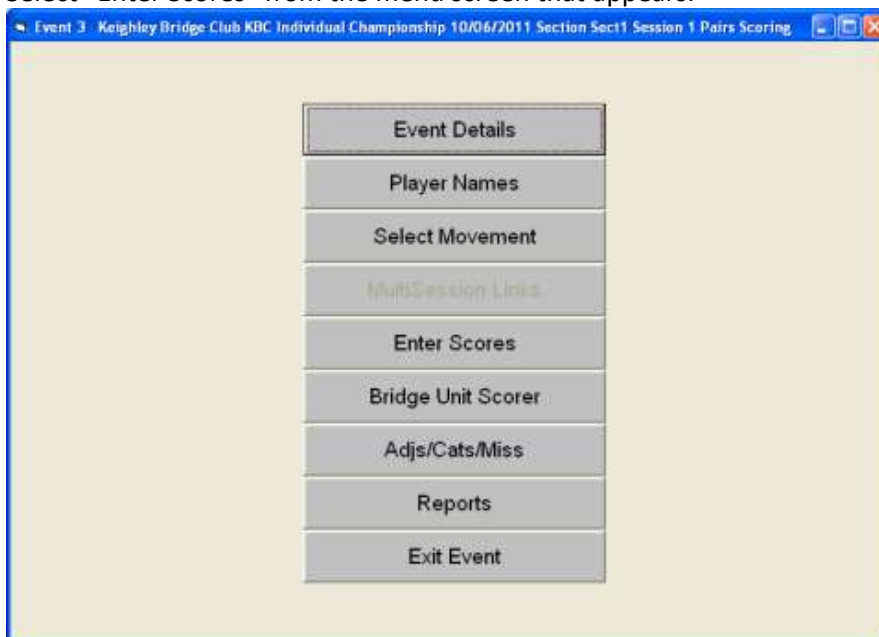 Select "Enter Scores" from the menu screen that appears.
Event 3 Keighley Bridge Club KBC Individual Championship 10/06/2011 Section Sect1 Session 1 Pairs Scoring
Event Details
Player Names
Select Movement
MultiSession Links
Enter Scores
Bridge Unit Scorer
Adjs/Cats/Miss
Reports
Exit Event